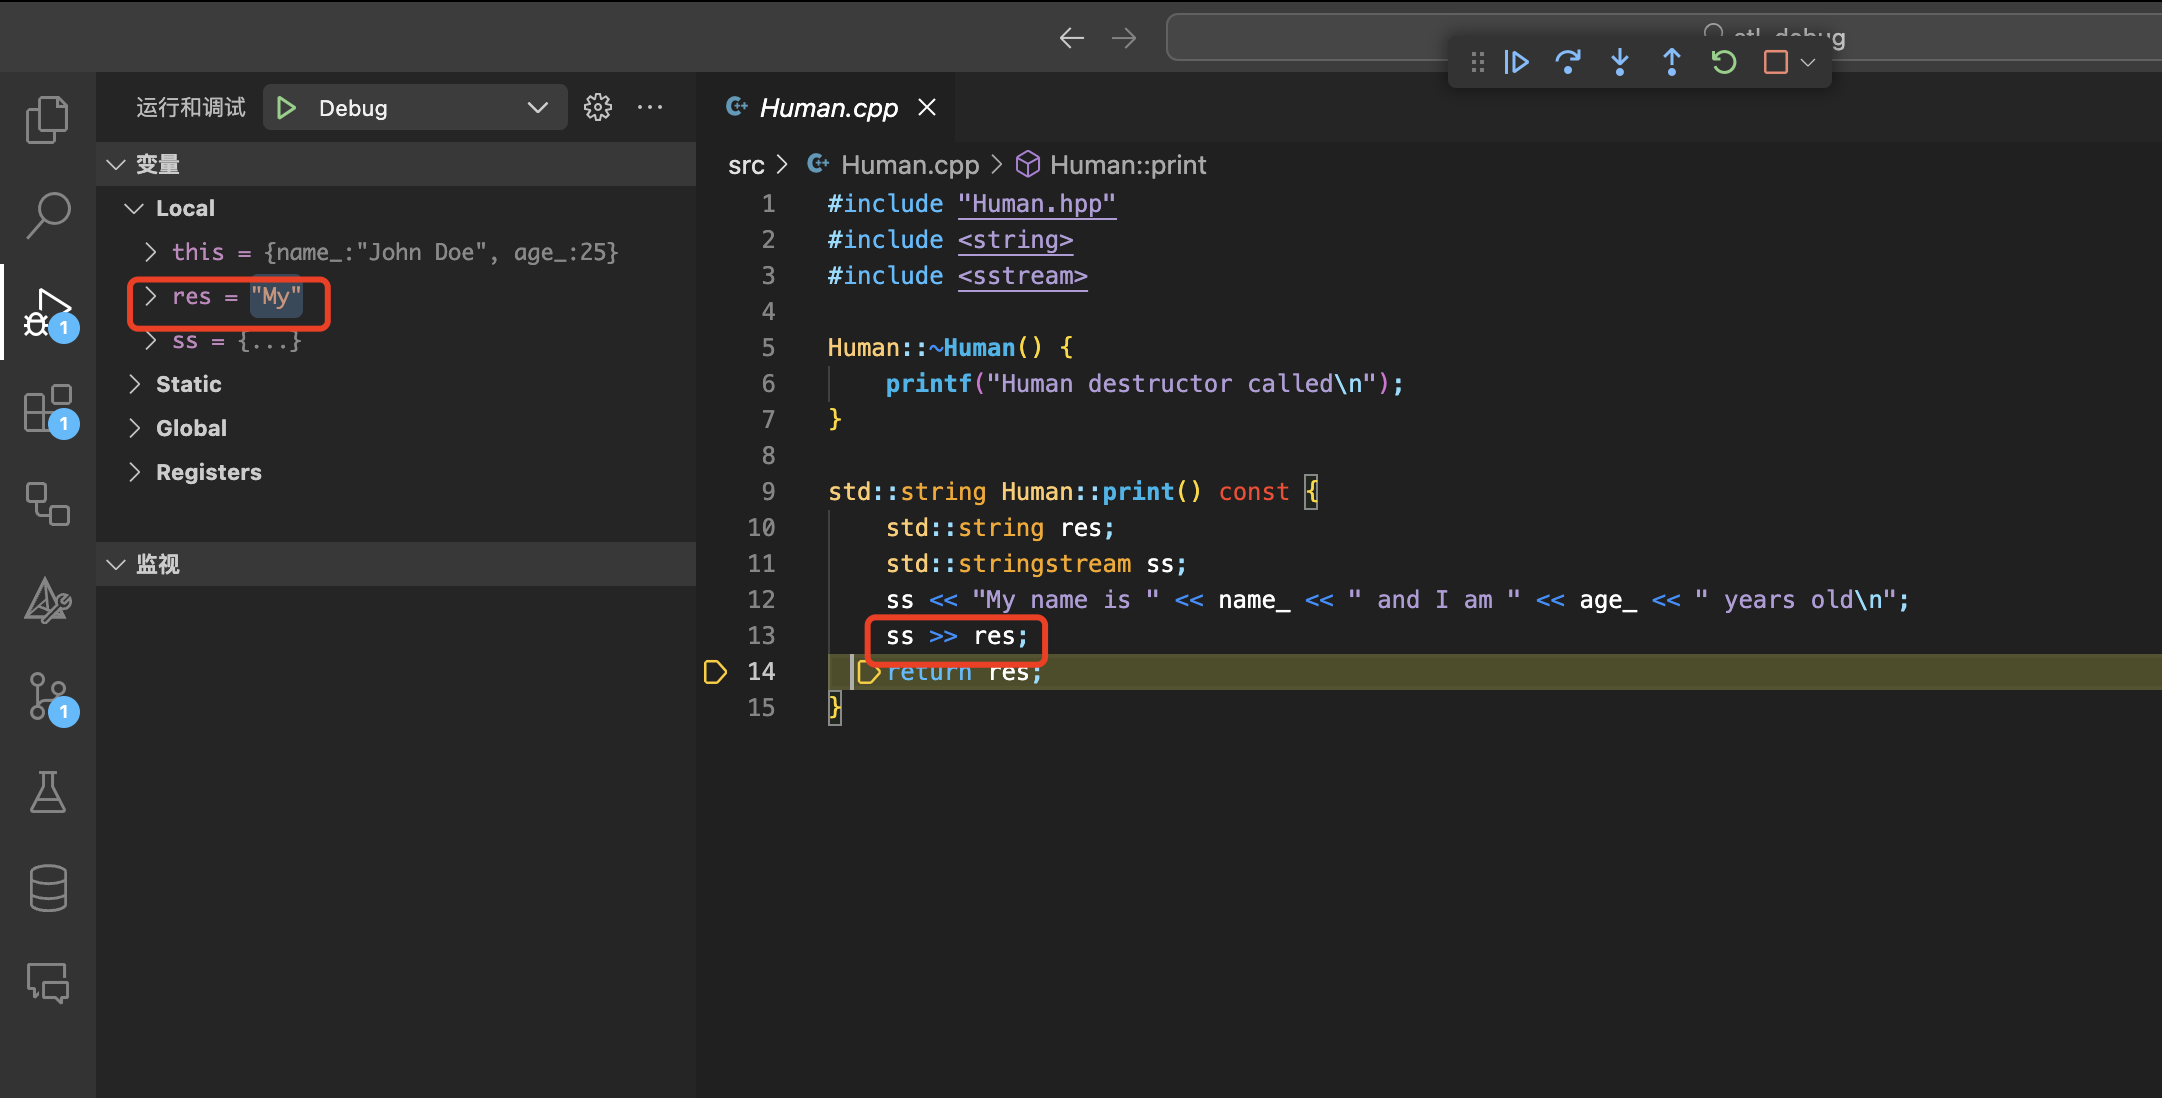 stl_debug
运行和调试 Debug
变量
Local
this = {name_:"John Doe", age_:25}
res = "My"
ss = {...}
Static
Global
Registers
监视
1
1
1
Human.cpp
src > Human.cpp > Human::print
1 #include "Human.hpp"
2 #include <string>
3 #include <sstream>
4
5 Human::~Human() {
6 printf("Human destructor called\n");
7 }
8
9 std::string Human::print() const {
10 std::string res;
11 std::stringstream ss;
12 ss << "My name is " << name_ << " and I am " << age_ << " years old\n";
13 ss >> res;
14 return res;
15 }